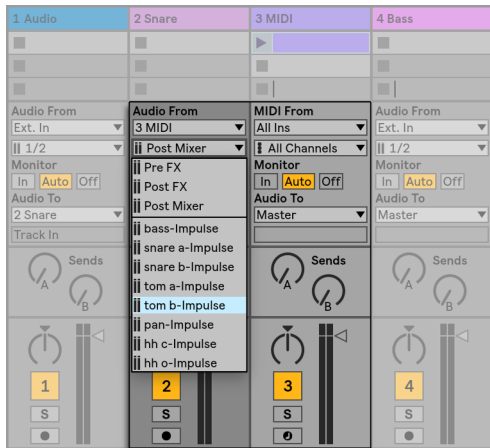 1 Audio
2 Snare
3 MIDI
4 Bass
Audio From
Ext. In
1/2
Monitor
In Auto Off
Audio To
2 Snare
Track In
Sends
A
B
1
S
Audio From
3 MIDI
Post Mixer
Pre FX
Post FX
Post Mixer
bass-Impulse
snare a-Impulse
snare b-Impulse
tom a-Impulse
tom b-Impulse
pan-Impulse
hh c-Impulse
hh o-Impulse
2
S
MIDI From
All Ins
All Channels
Monitor
In Auto Off
Audio To
Master
Sends
A
B
3
S
Audio From
Ext. In
1/2
Monitor
In Auto Off
Audio To
Master
Sends
A
B
4
S